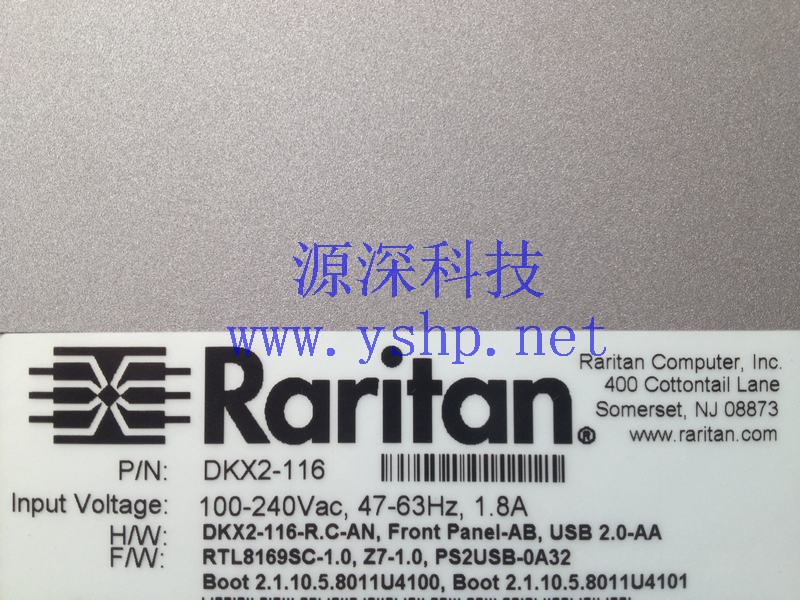 源深科技
www.yshp.net
Raritan®
Raritan Computer, Inc.
400 Cottontail Lane
Somerset, NJ 08873
www.raritan.com
P/N: DKX2-116
Input Voltage: 100-240Vac, 47-63Hz, 1.8A
H/W: DKX2-116-R.C-AN, Front Panel-AB, USB 2.0-AA
F/W: RTL8169SC-1.0, Z7-1.0, PS2USB-0A32
Boot 2.1.10.5.8011U4100, Boot 2.1.10.5.8011U4101